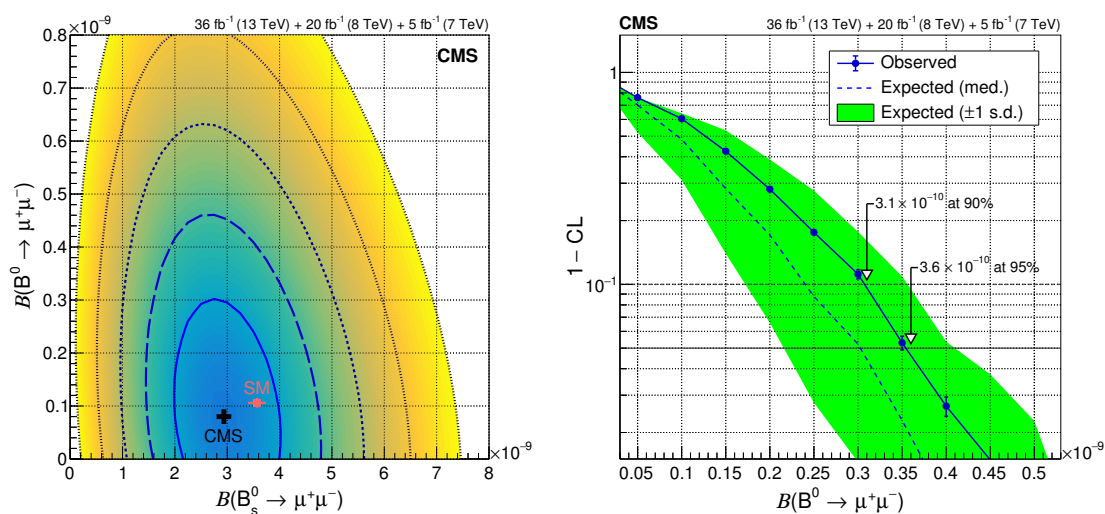 36 fb⁻¹ (13 TeV) + 20 fb⁻¹ (8 TeV) + 5 fb⁻¹ (7 TeV)
×10⁻⁹
CMS
B(B⁰ → μ⁺μ⁻)
0.8
0.7
0.6
0.5
0.4
0.3
0.2
0.1
0
SM
CMS
0 1 2 3 4 5 6 7 8
×10⁻⁹
B(B⁰ₛ → μ⁺μ⁻)
CMS 36 fb⁻¹ (13 TeV) + 20 fb⁻¹ (8 TeV) + 5 fb⁻¹ (7 TeV)
1 − CL
1
10⁻¹
Observed
Expected (med.)
Expected (±1 s.d.)
3.1 × 10⁻¹⁰ at 90%
3.6 × 10⁻¹⁰ at 95%
0.05 0.1 0.15 0.2 0.25 0.3 0.35 0.4 0.45 0.5
×10⁻⁹
B(B⁰ → μ⁺μ⁻)